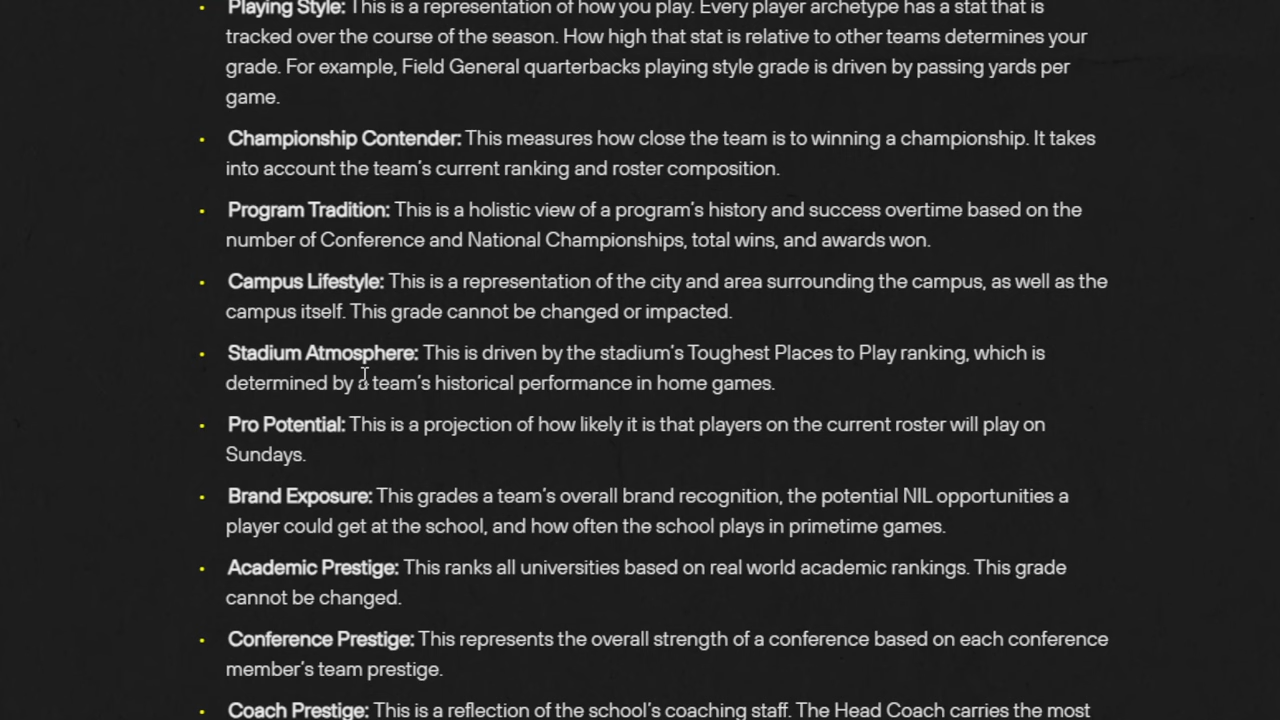 • Playing Style: This is a representation of how you play. Every player archetype has a stat that is
tracked over the course of the season. How high that stat is relative to other teams determines your
grade. For example, Field General quarterbacks playing style grade is driven by passing yards per
game.
• Championship Contender: This measures how close the team is to winning a championship. It takes
into account the team’s current ranking and roster composition.
• Program Tradition: This is a holistic view of a program’s history and success overtime based on the
number of Conference and National Championships, total wins, and awards won.
• Campus Lifestyle: This is a representation of the city and area surrounding the campus, as well as the
campus itself. This grade cannot be changed or impacted.
• Stadium Atmosphere: This is driven by the stadium’s Toughest Places to Play ranking, which is
determined by a team’s historical performance in home games.
• Pro Potential: This is a projection of how likely it is that players on the current roster will play on
Sundays.
• Brand Exposure: This grades a team’s overall brand recognition, the potential NIL opportunities a
player could get at the school, and how often the school plays in primetime games.
• Academic Prestige: This ranks all universities based on real world academic rankings. This grade
cannot be changed.
• Conference Prestige: This represents the overall strength of a conference based on each conference
member’s team prestige.
• Coach Prestige: This is a reflection of the school’s coaching staff. The Head Coach carries the most